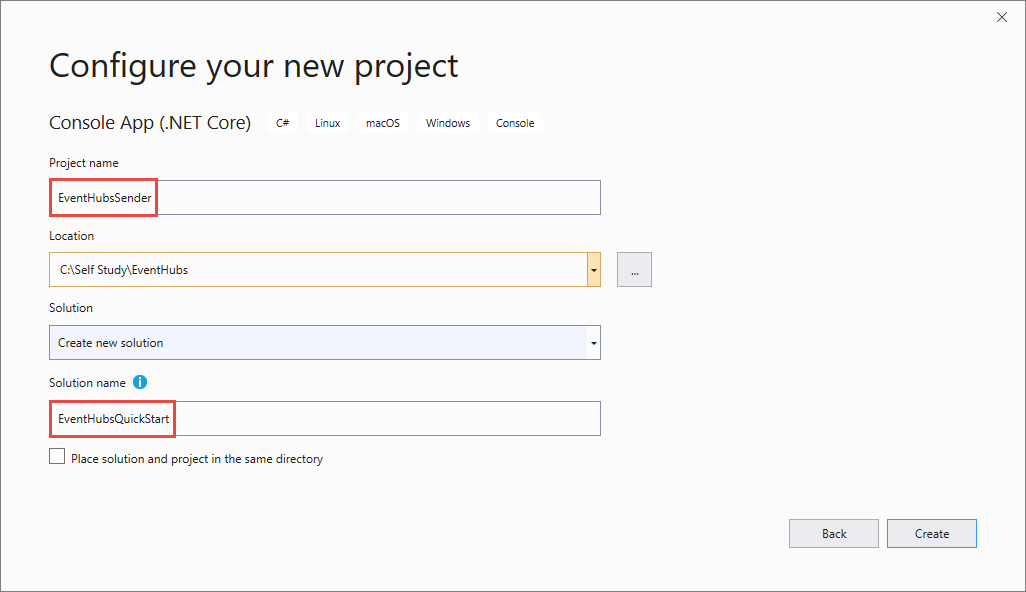 Configure your new project
Console App (.NET Core) C# Linux macOS Windows Console
Project name
EventHubsSender
Location
C:\Self Study\EventHubs
...
Solution
Create new solution
Solution name
EventHubsQuickStart
Place solution and project in the same directory
Back Create